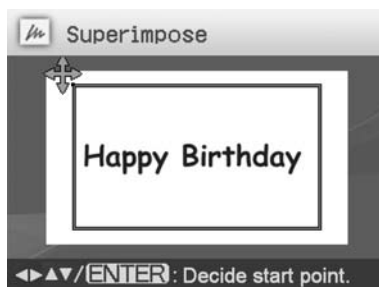 Superimpose
Happy Birthday
◄►▲▼/ENTER: Decide start point.